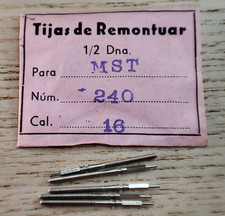 Tijas de Remontuar
1/2 Dna.
Para MST
Núm. 240
Cal. 16